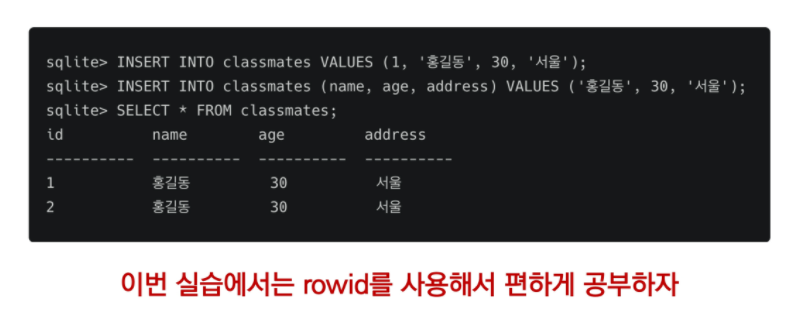 sqlite> INSERT INTO classmates VALUES (1, '홍길동', 30, '서울');
sqlite> INSERT INTO classmates (name, age, address) VALUES ('홍길동', 30, '서울');
sqlite> SELECT * FROM classmates;
id name age address
---------- ---------- ---------- ----------
1 홍길동 30 서울
2 홍길동 30 서울
이번 실습에서는 rowid를 사용해서 편하게 공부하자